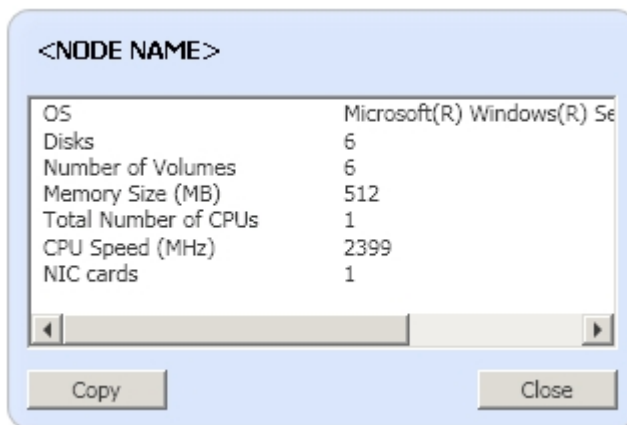 <NODE NAME>
OS Microsoft(R) Windows(R) Se
Disks 6
Number of Volumes 6
Memory Size (MB) 512
Total Number of CPUs 1
CPU Speed (MHz) 2399
NIC cards 1
Copy Close